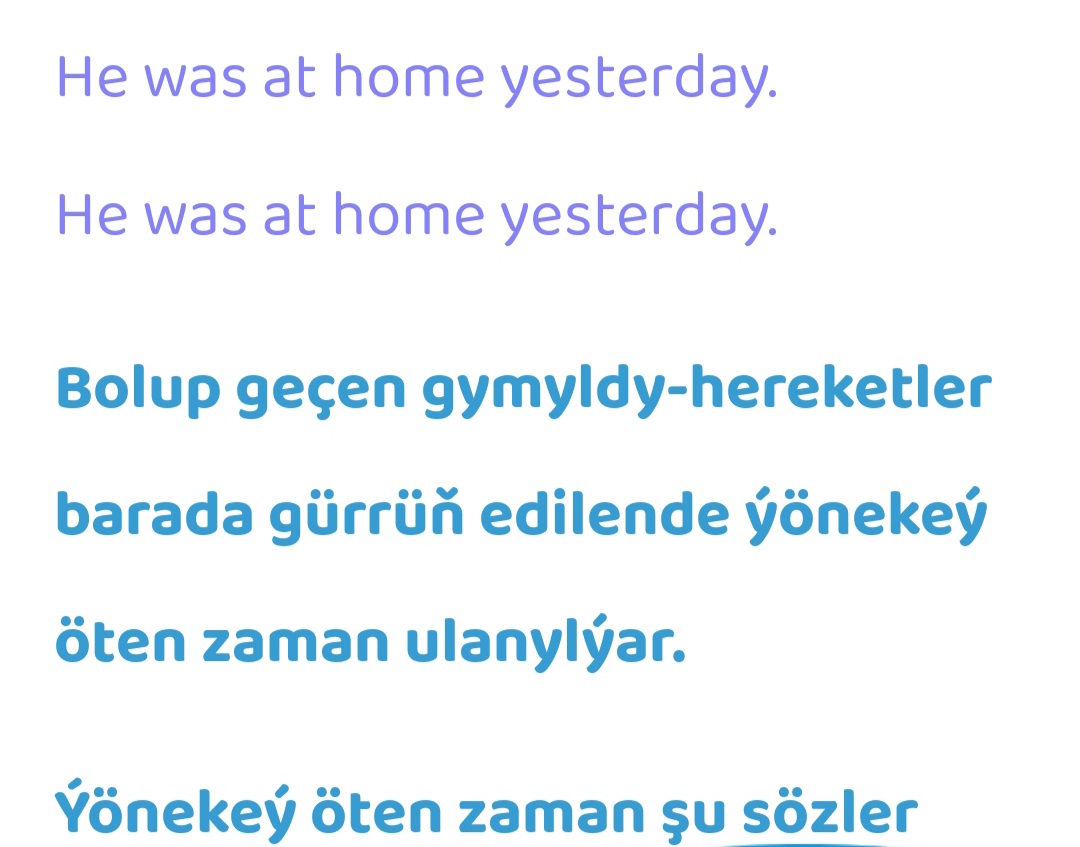 He was at home yesterday.
He was at home yesterday.
Bolup geçen gymyldy-hereketler
barada gürrüň edilende ýönekeý
öten zaman ulanylýar.
Ýönekeý öten zaman şu sözler